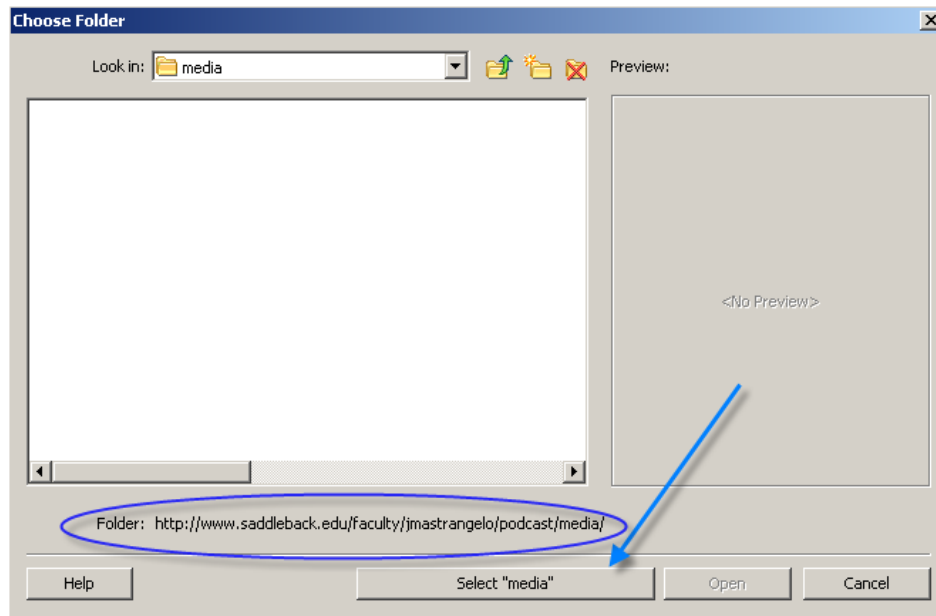 Choose Folder
Look in: media
Preview:
<No Preview>
Folder: http://www.saddleback.edu/faculty/jmastrangelo/podcast/media/
Help Select "media" Open Cancel